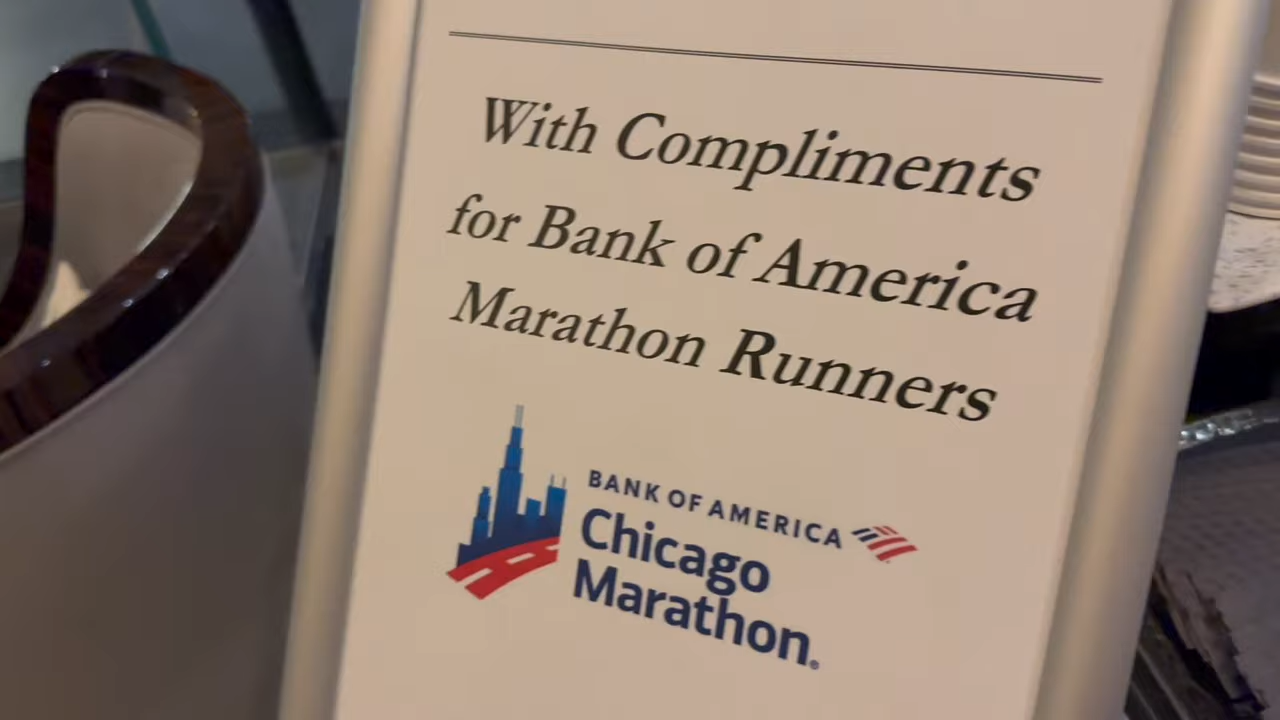 With Compliments
for Bank of America
Marathon Runners
BANK OF AMERICA
Chicago
Marathon®